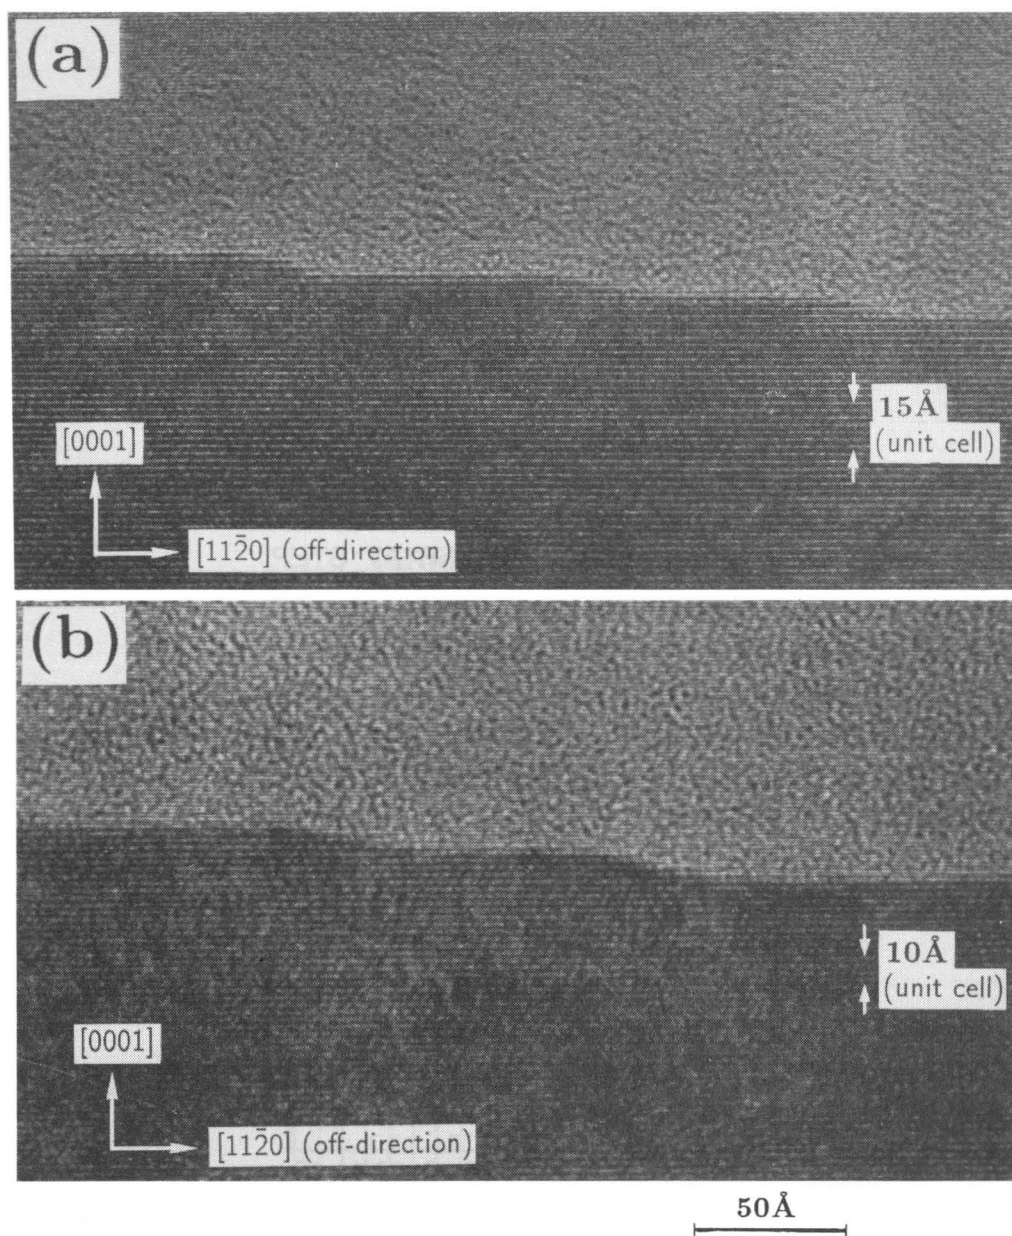 (a)
15Å
(unit cell)
[0001]
[112̄0] (off-direction)
(b)
10Å
(unit cell)
[0001]
[112̄0] (off-direction)
50Å